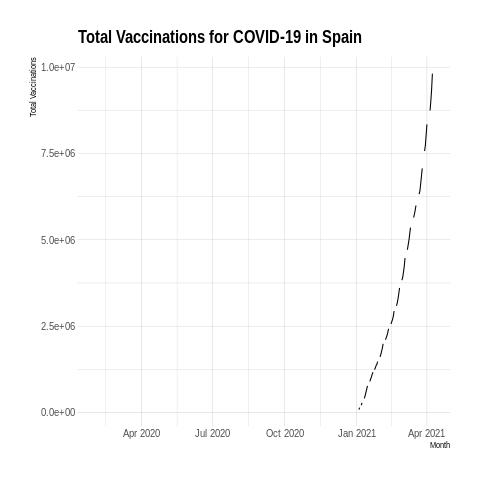 Total Vaccinations for COVID-19 in Spain
Total Vaccinations
1.0e+07
7.5e+06
5.0e+06
2.5e+06
0.0e+00
Apr 2020 Jul 2020 Oct 2020 Jan 2021 Apr 2021
Month